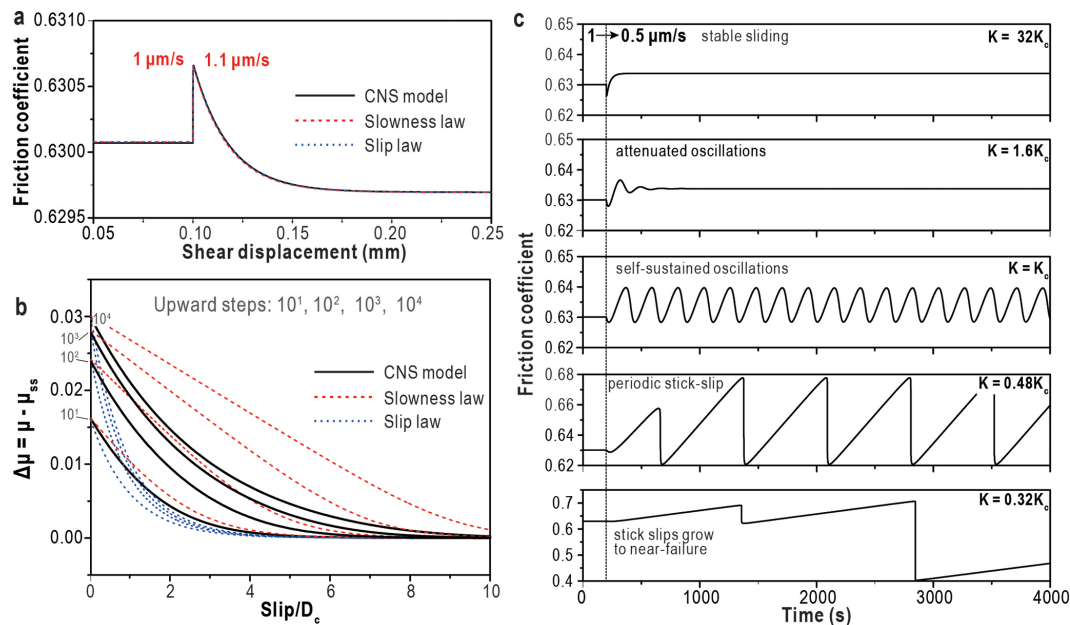 a
Friction coefficient
0.6310
0.6305
0.6300
0.6295
1 µm/s
1.1 µm/s
CNS model
Slowness law
Slip law
0.05
0.10
0.15
0.20
0.25
Shear displacement (mm)
b
Upward steps: 10¹, 10², 10³, 10⁴
Δµ = µ - µss
0.03
0.02
0.01
0.00
10⁴
10³
10²
10¹
CNS model
Slowness law
Slip law
0
2
4
6
8
10
Slip/Dc
c
Friction coefficient
0.65
0.64
0.63
0.62
1→0.5 µm/s
stable sliding
K = 32Kc
0.65
0.64
0.63
0.62
attenuated oscillations
K = 1.6Kc
0.65
0.64
0.63
0.62
self-sustained oscillations
K = Kc
0.68
0.66
0.64
0.62
periodic stick-slip
K = 0.48Kc
0.7
0.6
0.5
0.4
stick slips grow
to near-failure
K = 0.32Kc
0
1000
2000
3000
4000
Time (s)